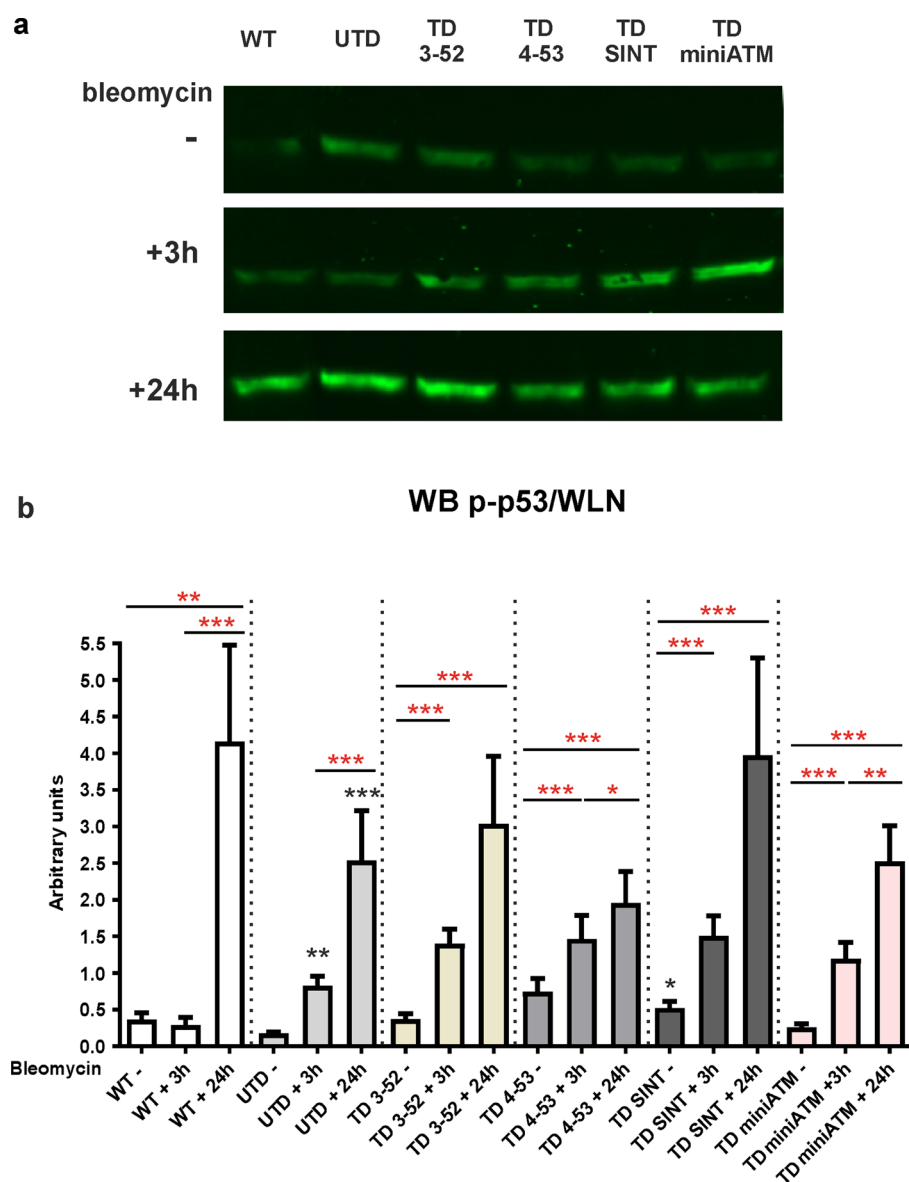 a
WT UTD TD 3-52 TD 4-53 TD SINT TD miniATM
bleomycin
-
+3h
+24h
b
WB p-p53/WLN
** *** *** *** *** *** *** *** *** *** *** **
*** *** *
*** ** *
Arbitrary units
5.5
5.0
4.5
4.0
3.5
3.0
2.5
2.0
1.5
1.0
0.5
0.0
Bleomycin
WT -
WT + 3h
WT + 24h
UTD -
UTD + 3h
UTD + 24h
TD 3-52 -
TD 3-52 + 3h
TD 3-52 + 24h
TD 4-53 -
TD 4-53 + 3h
TD 4-53 + 24h
TD SINT -
TD SINT + 3h
TD SINT + 24h
TD miniATM -
TD miniATM +3h
TD miniATM + 24h